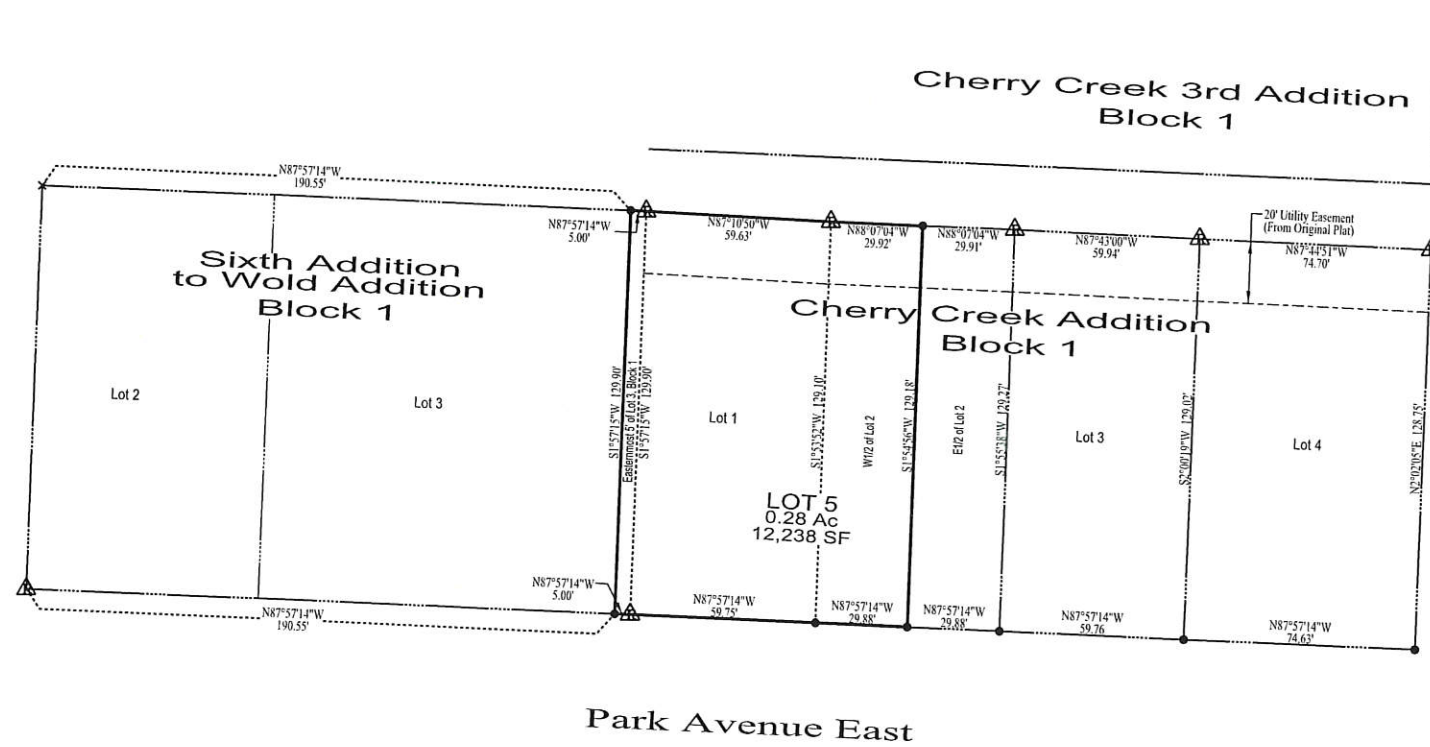 Cherry Creek 3rd Addition
Block 1
N87°57'14"W
190.55'
N87°57'14"W
5.00'
N87°10'50"W
59.63'
N88°07'04"W
29.92'
N88°07'04"W
29.91'
N87°43'00"W
59.94'
20' Utility Easement
(From Original Plat)
N87°44'51"W
74.70'
Sixth Addition
to Wold Addition
Block 1
Cherry Creek Addition
Block 1
Lot 2
Lot 3
S1°57'15"W 129.90'
Easternmost 5' of Lot 3, Block 1
S1°57'15"W 129.90'
Lot 1
S1°53'52"W 129.10'
W1/2 of Lot 2
S1°54'56"W 129.18'
E1/2 of Lot 2
S1°55'38"W 129.27'
Lot 3
S2°00'19"W 129.02'
Lot 4
N2°02'05"E 128.75'
LOT 5
0.28 Ac
12,238 SF
N87°57'14"W
190.55'
N87°57'14"W
5.00'
N87°57'14"W
59.75'
N87°57'14"W
29.88'
N87°57'14"W
29.88'
N87°57'14"W
59.76
N87°57'14"W
74.63'
Park Avenue East